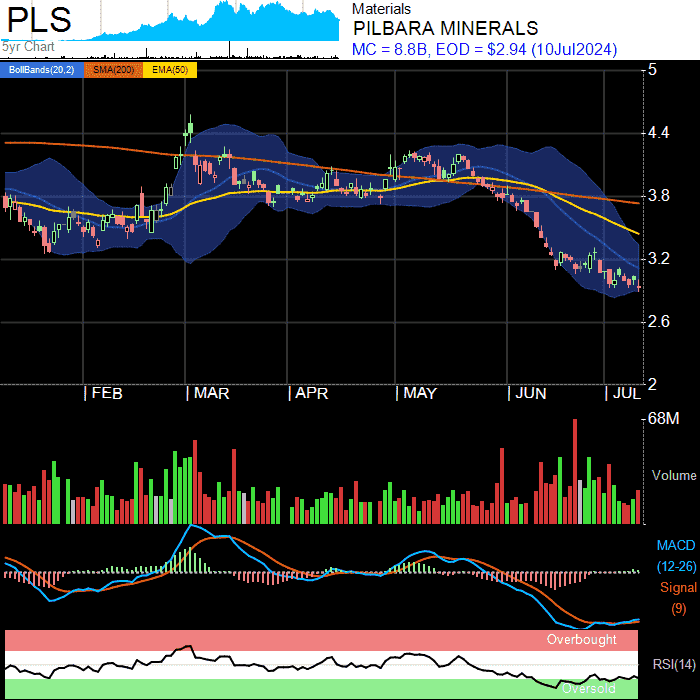 PLS
5yr Chart
Materials
PILBARA MINERALS
MC = 8.8B, EOD = $2.94 (10Jul2024)
BollBands(20,2) SMA(200) EMA(50)
5
4.4
3.8
3.2
2.6
2
FEB MAR APR MAY JUN JUL
68M
Volume
MACD
(12-26)
Signal
(9)
Overbought
RSI(14)
Oversold